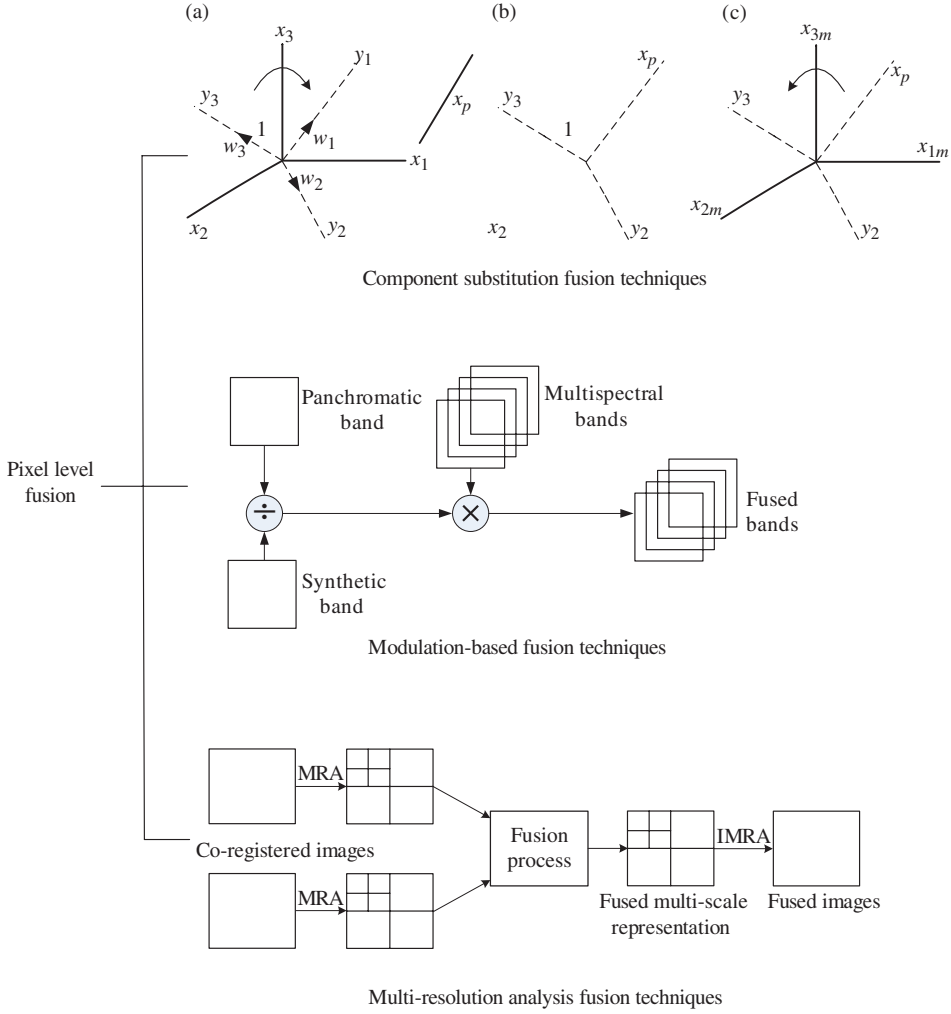 (a)
(b)
(c)
x3
y1
y3
1
w3
w1
w2
x1
x2
y2
xp
xp
y3
1
x2
y2
x3m
xp
y3
x1m
x2m
y2
Component substitution fusion techniques
Pixel level
fusion
Panchromatic
band
Multispectral
bands
÷
×
Fused
bands
Synthetic
band
Modulation-based fusion techniques
MRA
Co-registered images
MRA
Fusion
process
IMRA
Fused multi-scale
representation
Fused images
Multi-resolution analysis fusion techniques